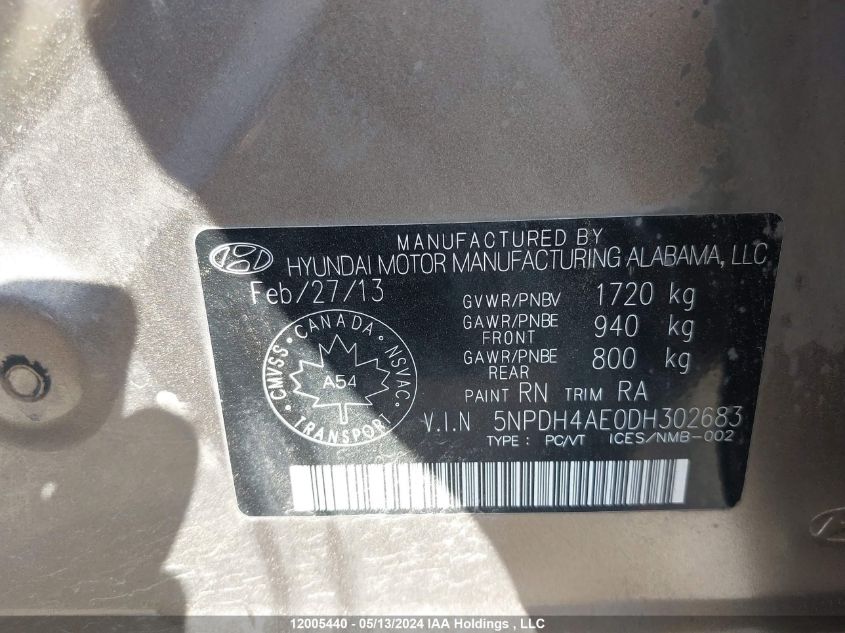 MANUFACTURED BY
HYUNDAI MOTOR MANUFACTURING ALABAMA, LLC
Feb/27/13
GVWR/PNBV 1720 kg
GAWR/PNBE FRONT 940 kg
GAWR/PNBE REAR 800 kg
CANADA
CMVSS NSVAC
A54
TRANSPORT
PAINT RN TRIM RA
V.I.N 5NPDH4AE0DH302683
TYPE : PC/VT ICES/NMB-002
12005440 - 05/13/2024 IAA Holdings , LLC